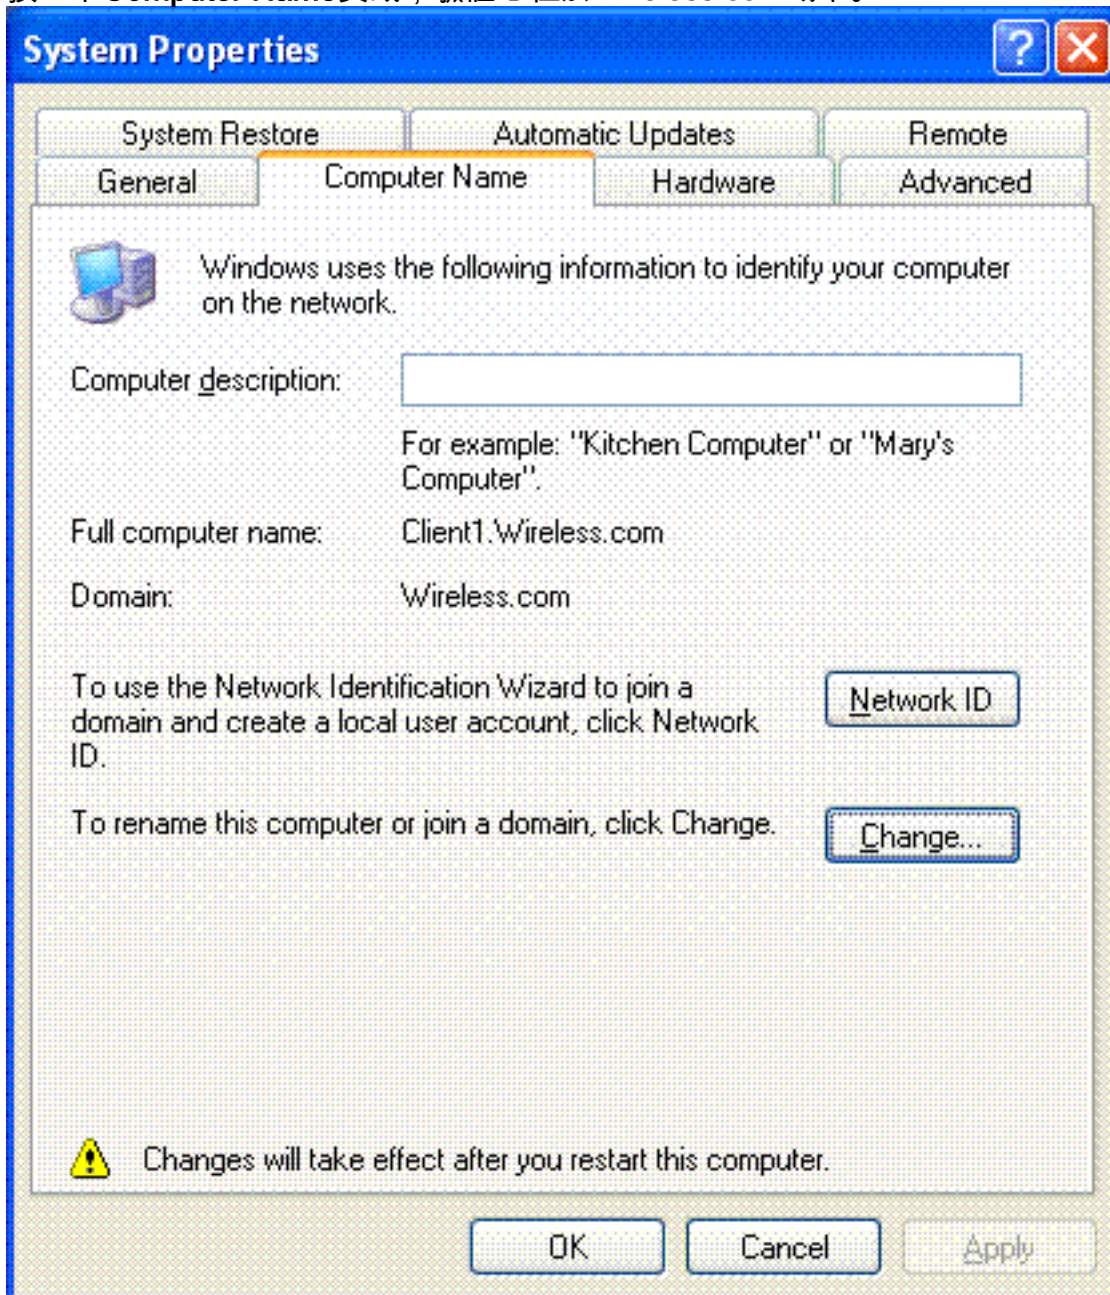 Computer Name
System Properties
System Restore
Automatic Updates
Remote
General
Computer Name
Hardware
Advanced
Windows uses the following information to identify your computer
on the network.
Computer description:
For example: "Kitchen Computer" or "Mary's
Computer".
Full computer name:
Client1.Wireless.com
Domain:
Wireless.com
To use the Network Identification Wizard to join a
domain and create a local user account, click Network
ID.
Network ID
To rename this computer or join a domain, click Change.
Change...
Changes will take effect after you restart this computer.
OK
Cancel
Apply